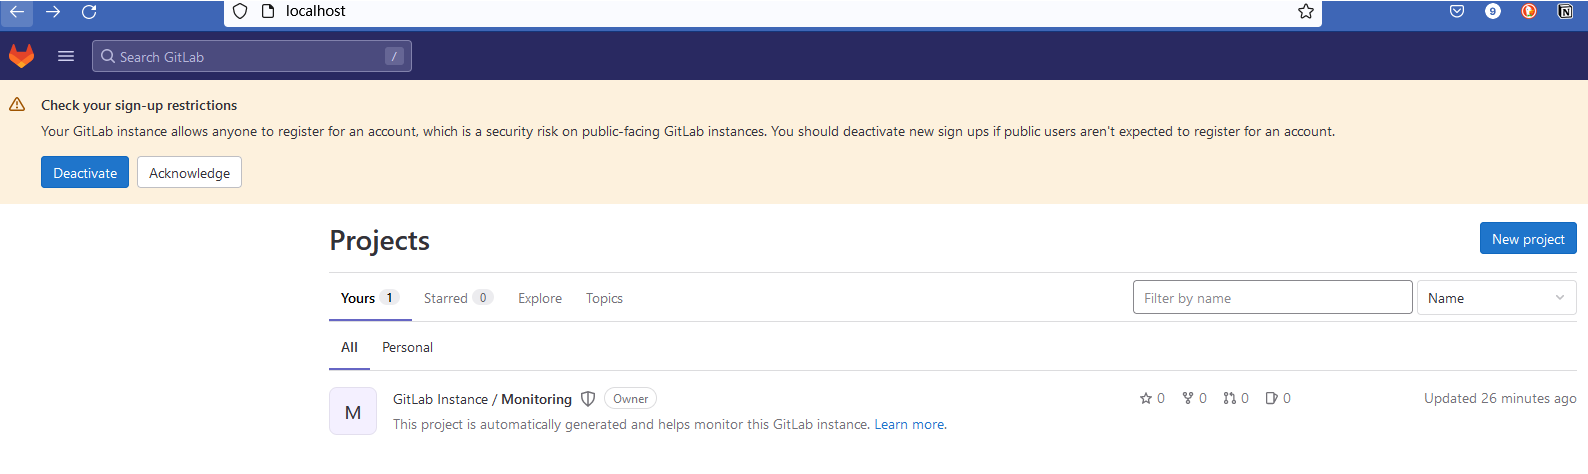 localhost
9
N
Search GitLab /
Check your sign-up restrictions
Your GitLab instance allows anyone to register for an account, which is a security risk on public-facing GitLab instances. You should deactivate new sign ups if public users aren't expected to register for an account.
Deactivate Acknowledge
Projects
New project
Yours 1 Starred 0 Explore Topics
Filter by name Name
All Personal
M
GitLab Instance / Monitoring Owner
0 0 0 0
Updated 26 minutes ago
This project is automatically generated and helps monitor this GitLab instance. Learn more.